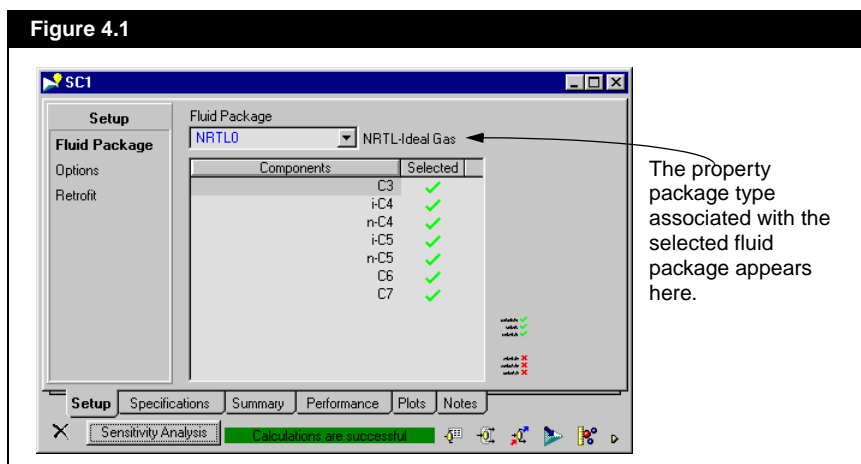 Figure 4.1
SC1
Setup
Fluid Package
Options
Retrofit
Fluid Package
NRTL0
NRTL-Ideal Gas
Components Selected
C3
i-C4
n-C4
i-C5
n-C5
C6
C7
The property
package type
associated with the
selected fluid
package appears
here.
Setup Specifications Summary Performance Plots Notes
Sensitivity Analysis Calculations are successful